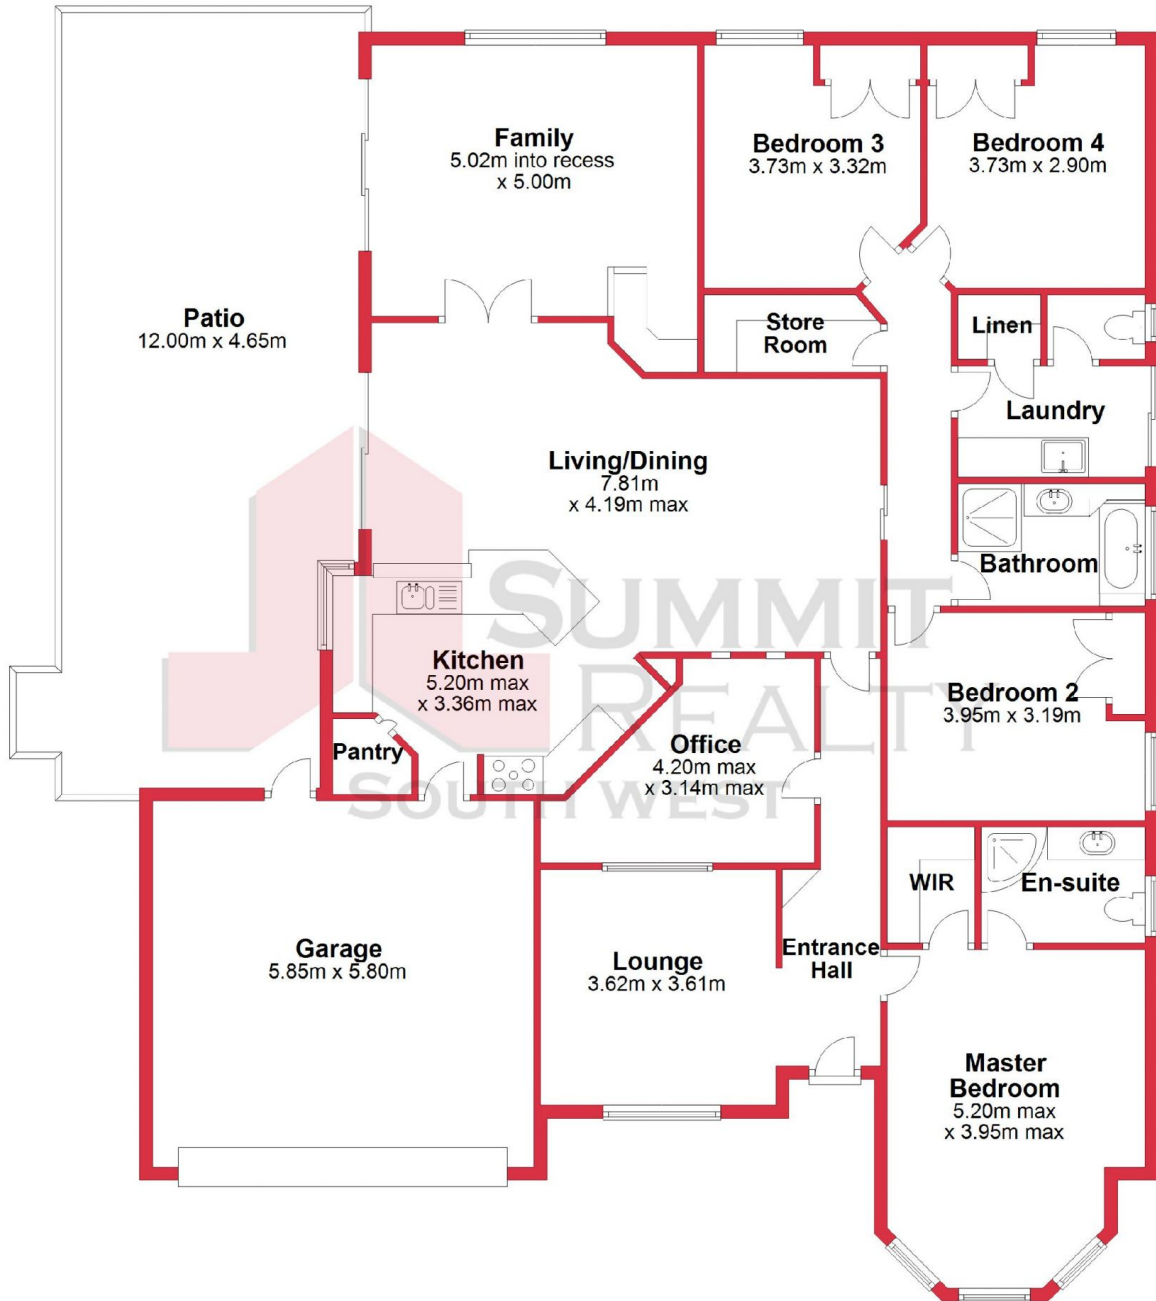 Family
5.02m into recess
x 5.00m
Bedroom 3
3.73m x 3.32m
Bedroom 4
3.73m x 2.90m
Patio
12.00m x 4.65m
Store
Room
Linen
Laundry
Living/Dining
7.81m
x 4.19m max
Bathroom
SUMMIT
REALTY
SOUTH WEST
Kitchen
5.20m max
x 3.36m max
Bedroom 2
3.95m x 3.19m
Pantry
Office
4.20m max
x 3.14m max
WIR
En-suite
Garage
5.85m x 5.80m
Lounge
3.62m x 3.61m
Entrance
Hall
Master
Bedroom
5.20m max
x 3.95m max